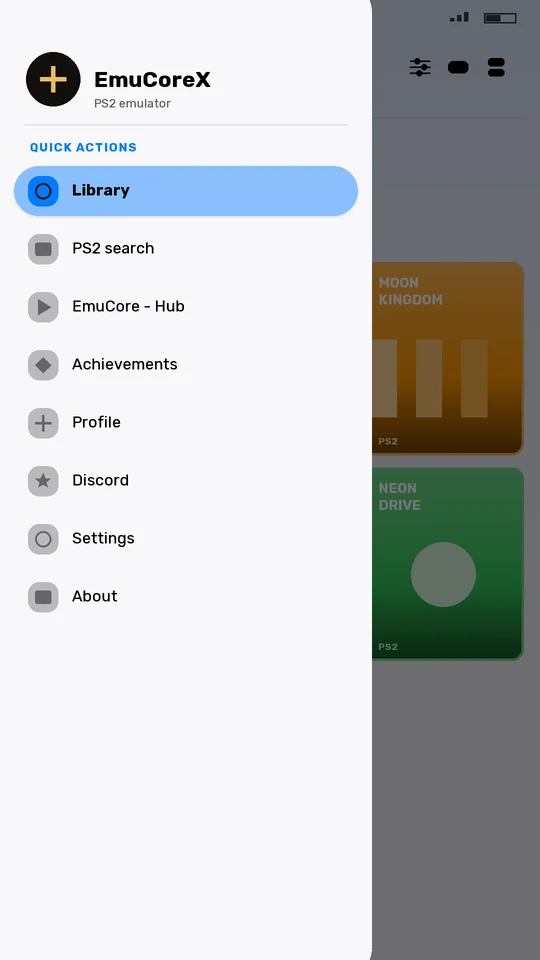 EmuCoreX
PS2 emulator
QUICK ACTIONS
Library
PS2 search
EmuCore - Hub
Achievements
Profile
Discord
Settings
About
MOON
KINGDOM
PS2
NEON
DRIVE
PS2